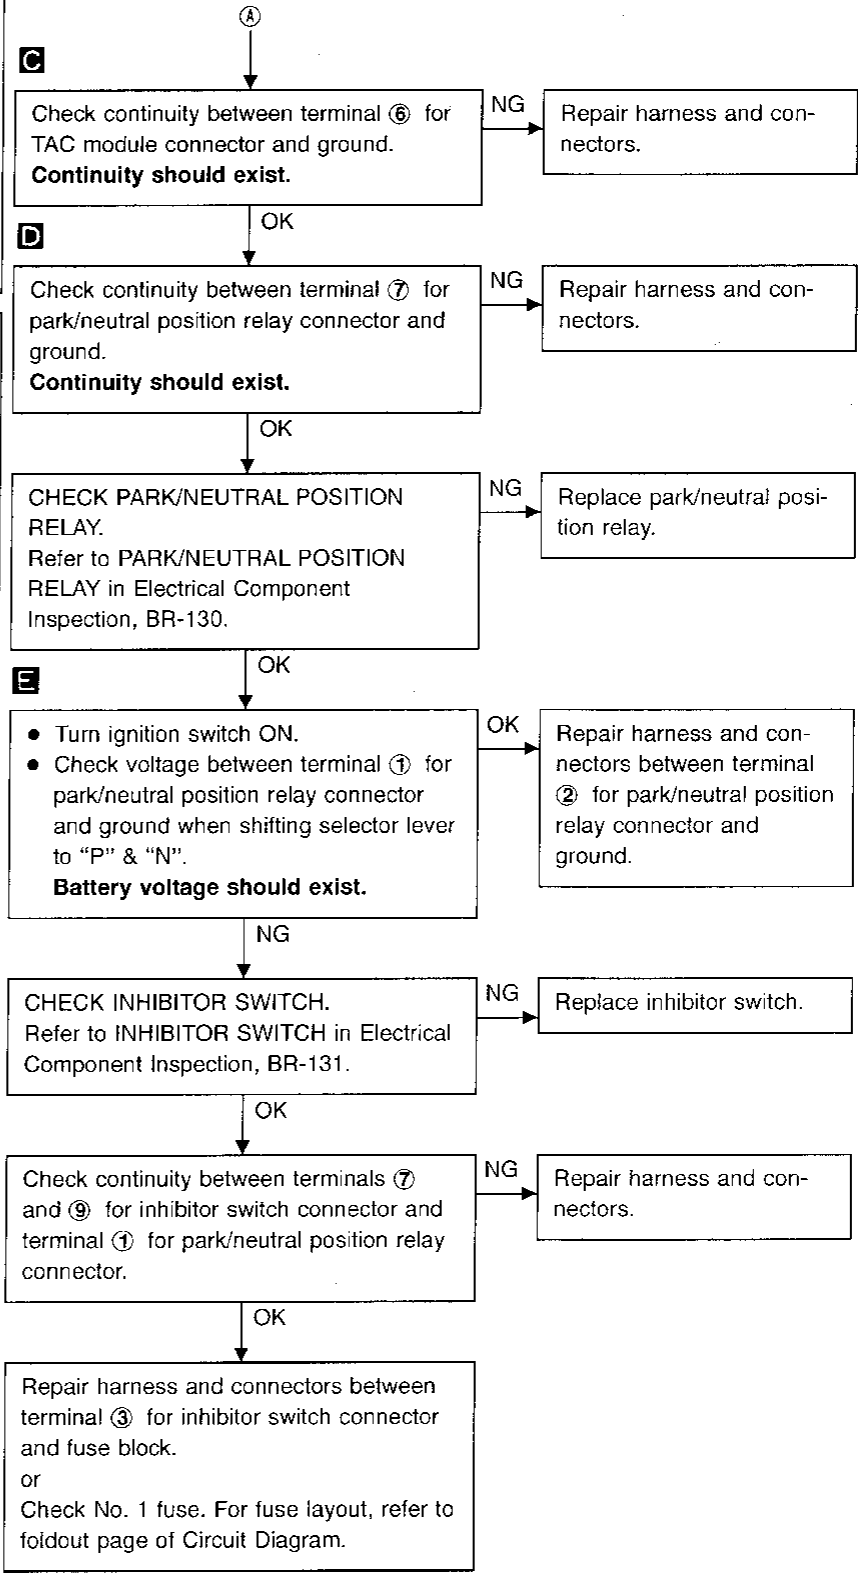 Ⓐ
C
Check continuity between terminal ⑥ for
TAC module connector and ground.
Continuity should exist.
NG
Repair harness and con-
nectors.
OK
D
Check continuity between terminal ⑦ for
park/neutral position relay connector and
ground.
Continuity should exist.
NG
Repair harness and con-
nectors.
OK
CHECK PARK/NEUTRAL POSITION
RELAY.
Refer to PARK/NEUTRAL POSITION
RELAY in Electrical Component
Inspection, BR-130.
NG
Replace park/neutral posi-
tion relay.
OK
E
● Turn ignition switch ON.
● Check voltage between terminal ① for
park/neutral position relay connector
and ground when shifting selector lever
to “P” & “N”.
Battery voltage should exist.
OK
Repair harness and con-
nectors between terminal
② for park/neutral position
relay connector and
ground.
NG
CHECK INHIBITOR SWITCH.
Refer to INHIBITOR SWITCH in Electrical
Component Inspection, BR-131.
NG
Replace inhibitor switch.
OK
Check continuity between terminals ⑦
and ⑨ for inhibitor switch connector and
terminal ① for park/neutral position relay
connector.
NG
Repair harness and con-
nectors.
OK
Repair harness and connectors between
terminal ③ for inhibitor switch connector
and fuse block.
or
Check No. 1 fuse. For fuse layout, refer to
foldout page of Circuit Diagram.